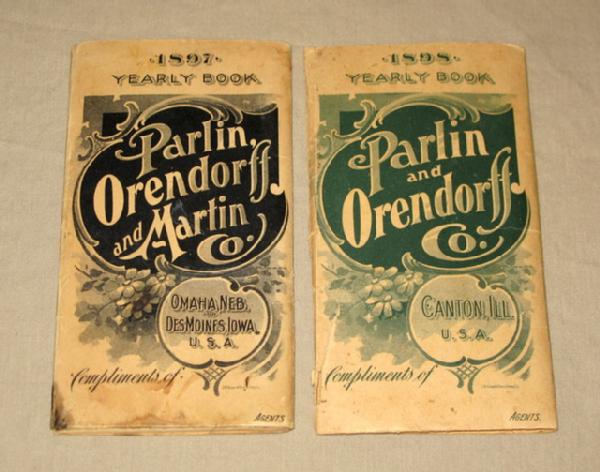 1897
YEARLY BOOK
Parlin,
Orendorff
and Martin
Co.
OMAHA, NEB.
DES MOINES, IOWA,
U. S. A.
Compliments of
AGENTS.
1898
YEARLY BOOK
Parlin
and
Orendorff
Co.
CANTON, ILL.
U. S. A.
Compliments of
AGENTS.